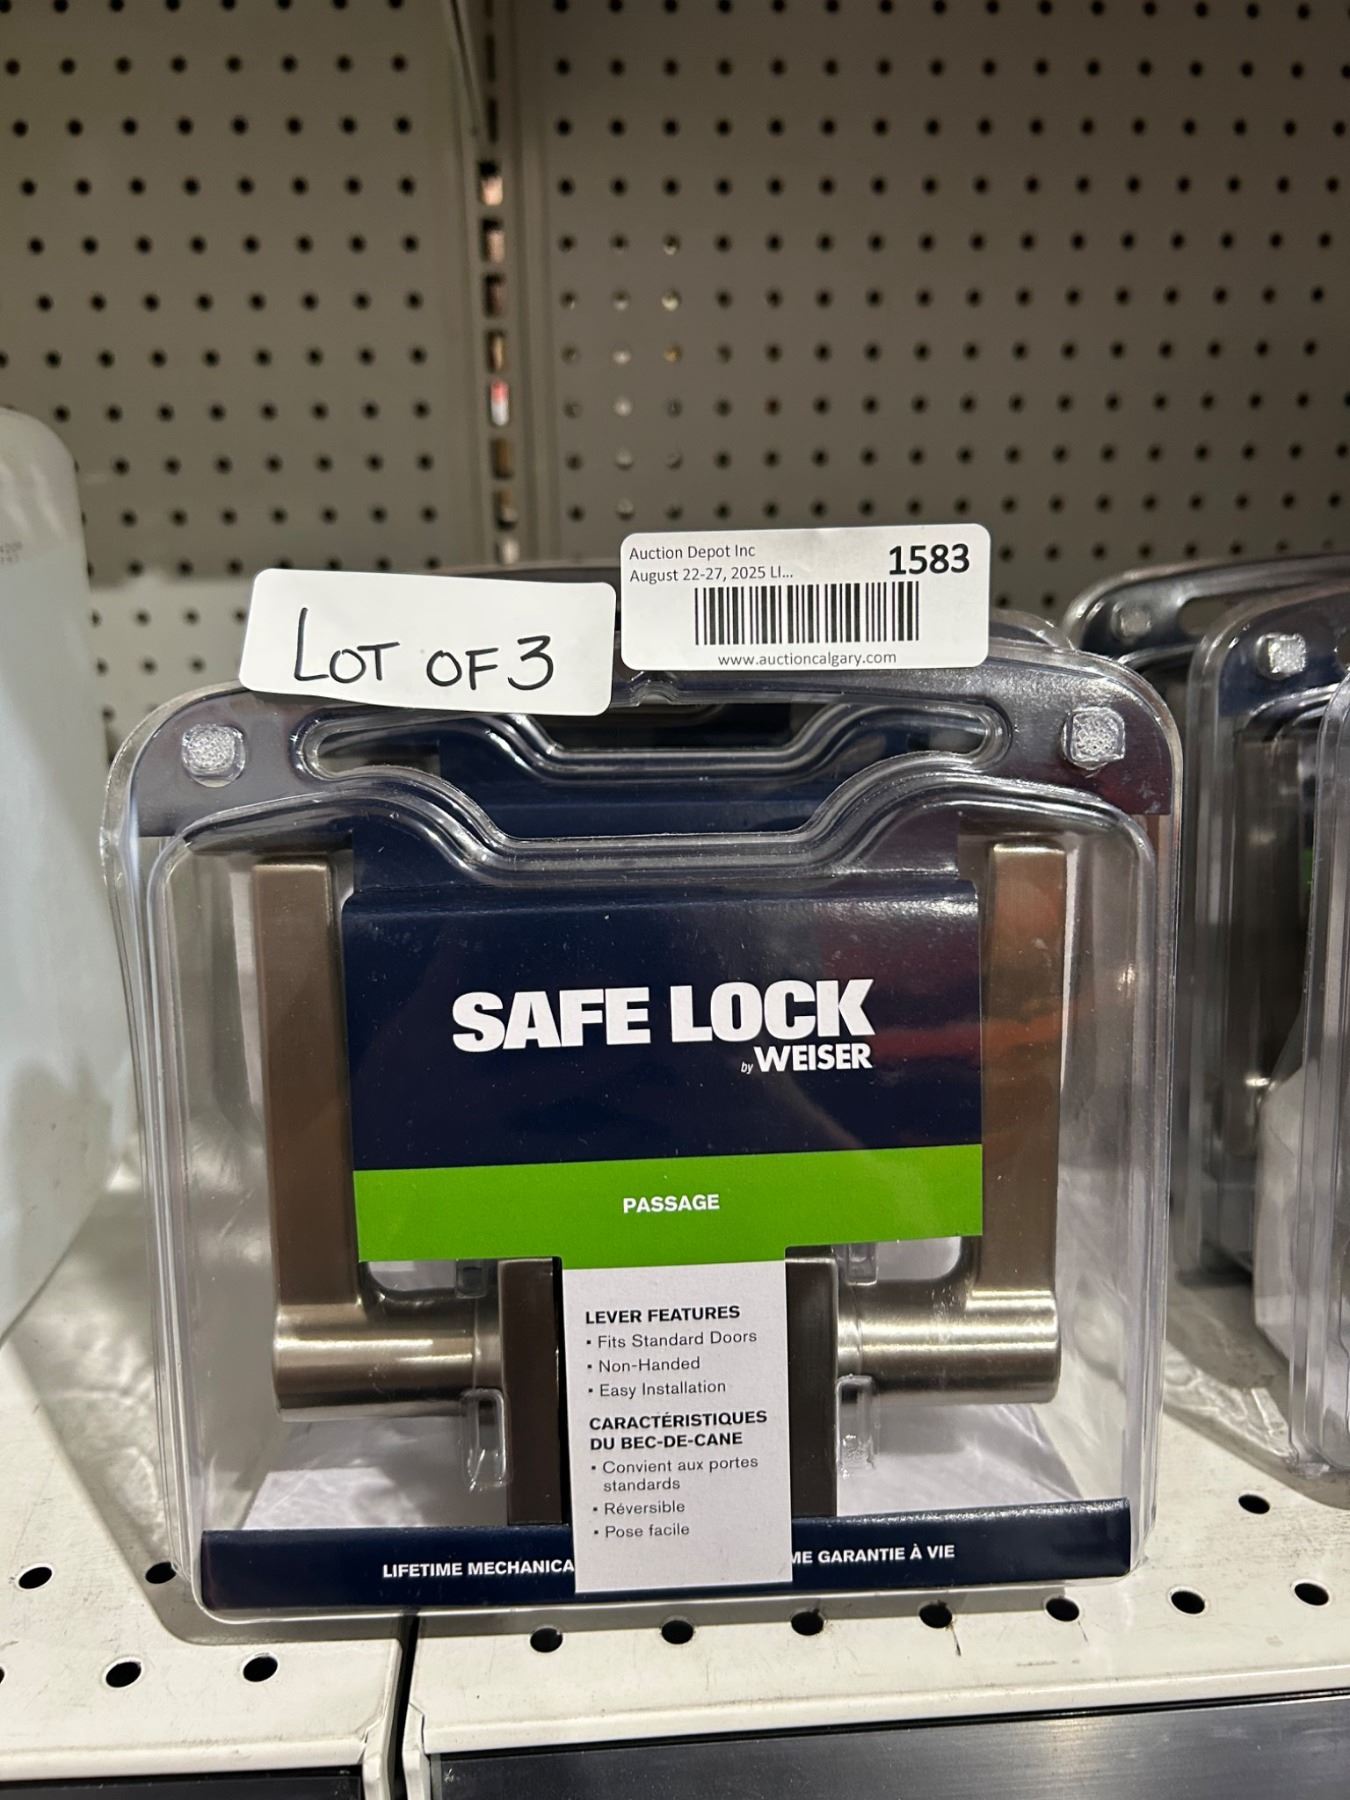 Auction Depot Inc
1583
August 22-27, 2025 LI...
www.auctioncalgary.com
LOT OF 3
SAFE LOCK
by WEISER
PASSAGE
LEVER FEATURES
• Fits Standard Doors
• Non-Handed
• Easy Installation
CARACTÉRISTIQUES
DU BEC-DE-CANE
• Convient aux portes
standards
• Réversible
• Pose facile
LIFETIME MECHANICA
ME GARANTIE À VIE